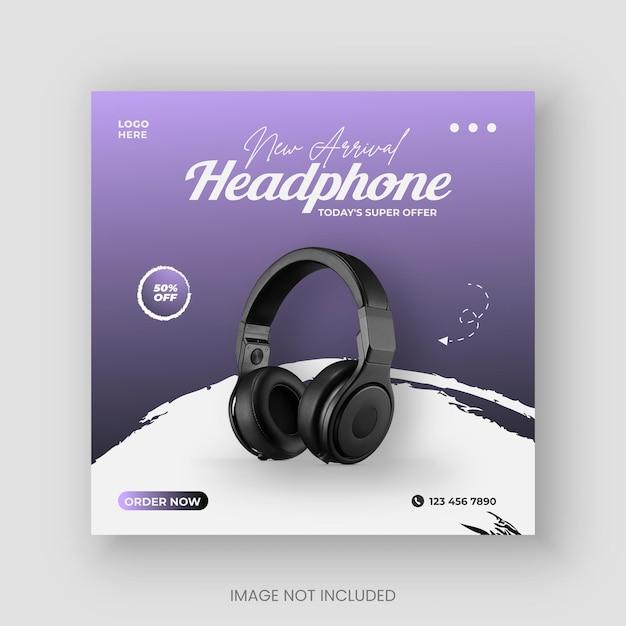 LOGO
HERE
New Arrival
Headphone
TODAY'S SUPER OFFER
50%
OFF
ORDER NOW
123 456 7890
IMAGE NOT INCLUDED